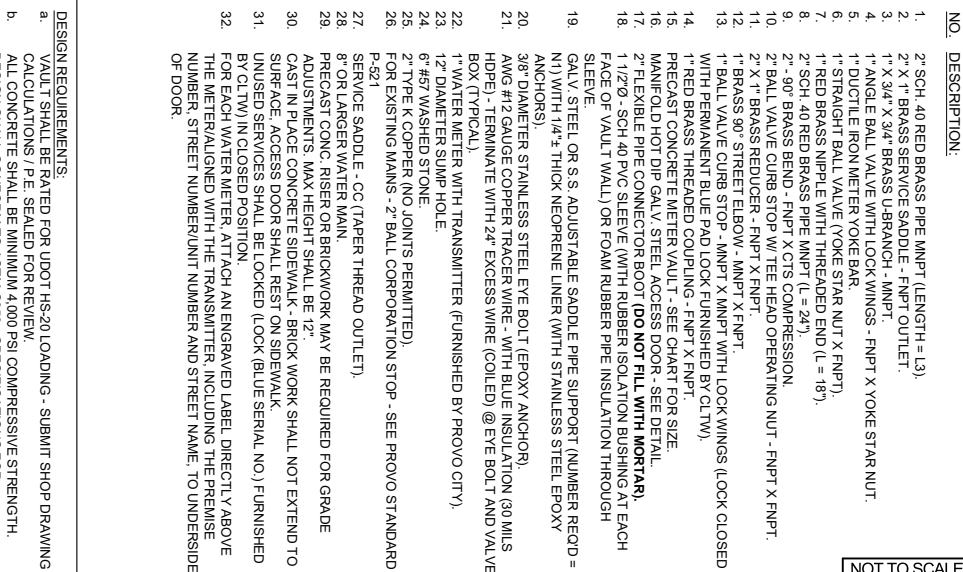 NOT TO SCALE
NO. DESCRIPTION:
1. 2" SCH. 40 RED BRASS PIPE MNPT (LENGTH = L3).
2. 2" X 1" BRASS SERVICE SADDLE - FNPT OUTLET.
3. 1" X 3/4" X 3/4" BRASS U-BRANCH - MNPT.
4. 1" ANGLE BALL VALVE WITH LOCK WINGS - FNPT X YOKE STAR NUT.
5. 1" DUCTILE IRON METER YOKE BAR.
6. 1" STRAIGHT BALL VALVE (YOKE STAR NUT X FNPT).
7. 1" RED BRASS NIPPLE WITH THREADED END (L = 18").
8. 2" SCH. 40 RED BRASS PIPE MNPT (L = 24").
9. 2" - 90° BRASS BEND - FNPT X CTS COMPRESSION.
10. 2" BALL VALVE CURB STOP W/ TEE HEAD OPERATING NUT - FNPT X FNPT.
11. 2" X 1" BRASS REDUCER - FNPT X FNPT.
12. 1" BRASS 90° STREET ELBOW - MNPT X FNPT.
13. 1" BALL VALVE CURB STOP - FNPT X MNPT WITH LOCK WINGS (LOCK CLOSED
WITH PERMANENT BLUE PAD LOCK FURNISHED BY CLTW).
14. 1" RED BRASS THREADED COUPLING - FNPT X FNPT.
15. PRECAST CONCRETE METER VAULT - SEE CHART FOR SIZE.
16. MANIFOLD HOT DIP GALV. STEEL ACCESS DOOR - SEE DETAIL.
17. 2" FLEXIBLE PIPE CONNECTOR BOOT (DO NOT FILL WITH MORTAR).
18. 1 1/2"Ø - SCH 40 PVC SLEEVE (WITH RUBBER ISOLATION BUSHING AT EACH
FACE OF VAULT WALL) OR FOAM RUBBER PIPE INSULATION THROUGH
SLEEVE.
19. GALV. STEEL OR S.S. ADJUSTABLE SADDLE PIPE SUPPORT (NUMBER REQ'D =
N1) WITH 1/4"± THICK NEOPRENE LINER (WITH STAINLESS STEEL EPOXY
ANCHORS).
20 3/8" DIAMETER STAINLESS STEEL EYE BOLT (EPOXY ANCHOR).
21. AWG #12 GAUGE COPPER TRACER WIRE - WITH BLUE INSULATION (30 MILS
HDPE) - TERMINATE WITH 24" EXCESS WIRE (COILED) @ EYE BOLT AND VALVE
BOX (TYPICAL).
22 1" WATER METER WITH TRANSMITTER (FURNISHED BY PROVO CITY).
23. 12" DIAMETER SUMP HOLE.
24. 6" #57 WASHED STONE.
25. 2" TYPE K COPPER (NO JOINTS PERMITTED).
26 FOR EXISTING MAINS - 2" BALL CORPORATION STOP - SEE PROVO STANDARD
P-521
27. SERVICE SADDLE - CC (TAPER THREAD OUTLET).
28. 8" OR LARGER WATER MAIN.
29 PRECAST CONC. RISER OR BRICKWORK MAY BE REQUIRED FOR GRADE
ADJUSTMENTS. MAX HEIGHT SHALL BE 12".
30 CAST IN PLACE CONCRETE SIDEWALK - BRICK WORK SHALL NOT EXTEND TO
SURFACE, ACCESS DOOR SHALL REST ON SIDEWALK.
31. UNUSED SERVICES SHALL BE LOCKED (LOCK (BLUE SERIAL NO.) FURNISHED
BY CLTW) IN CLOSED POSITION.
32 FOR EACH WATER METER, ATTACH AN ENGRAVED LABEL DIRECTLY ABOVE
THE METER/ALIGNED WITH THE TRANSMITTER, INCLUDING THE PREMISE
NUMBER, STREET NUMBER/UNIT NUMBER AND STREET NAME, TO UNDERSIDE
OF DOOR.
DESIGN REQUIREMENTS:
a. VAULT SHALL BE RATED FOR UDOT HS-20 LOADING - SUBMIT SHOP DRAWING
CALCULATIONS / P.E. SEALED FOR REVIEW.
b. ALL CONCRETE SHALL BE MINIMUM 4,000 PSI COMPRESSIVE STRENGTH.